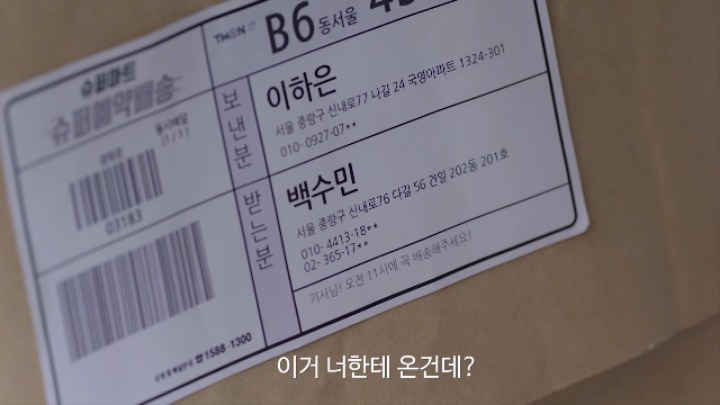 슈퍼마트
슈퍼예약배송
(1/1)
03183
1588-1300
TMON
B6 동서울
보낸분
이하은
서울 중랑구 신내로77 나길 24 국영아파트 1324-301
010- 0927-07**
받는분
백수민
서울 중랑구 신내로76 다길 56 건일 202동 201호
010- 4413-18**
02- 365-17**
기사님! 오전 11시에 꼭 배송해주세요!
이거 너한테 온건데?